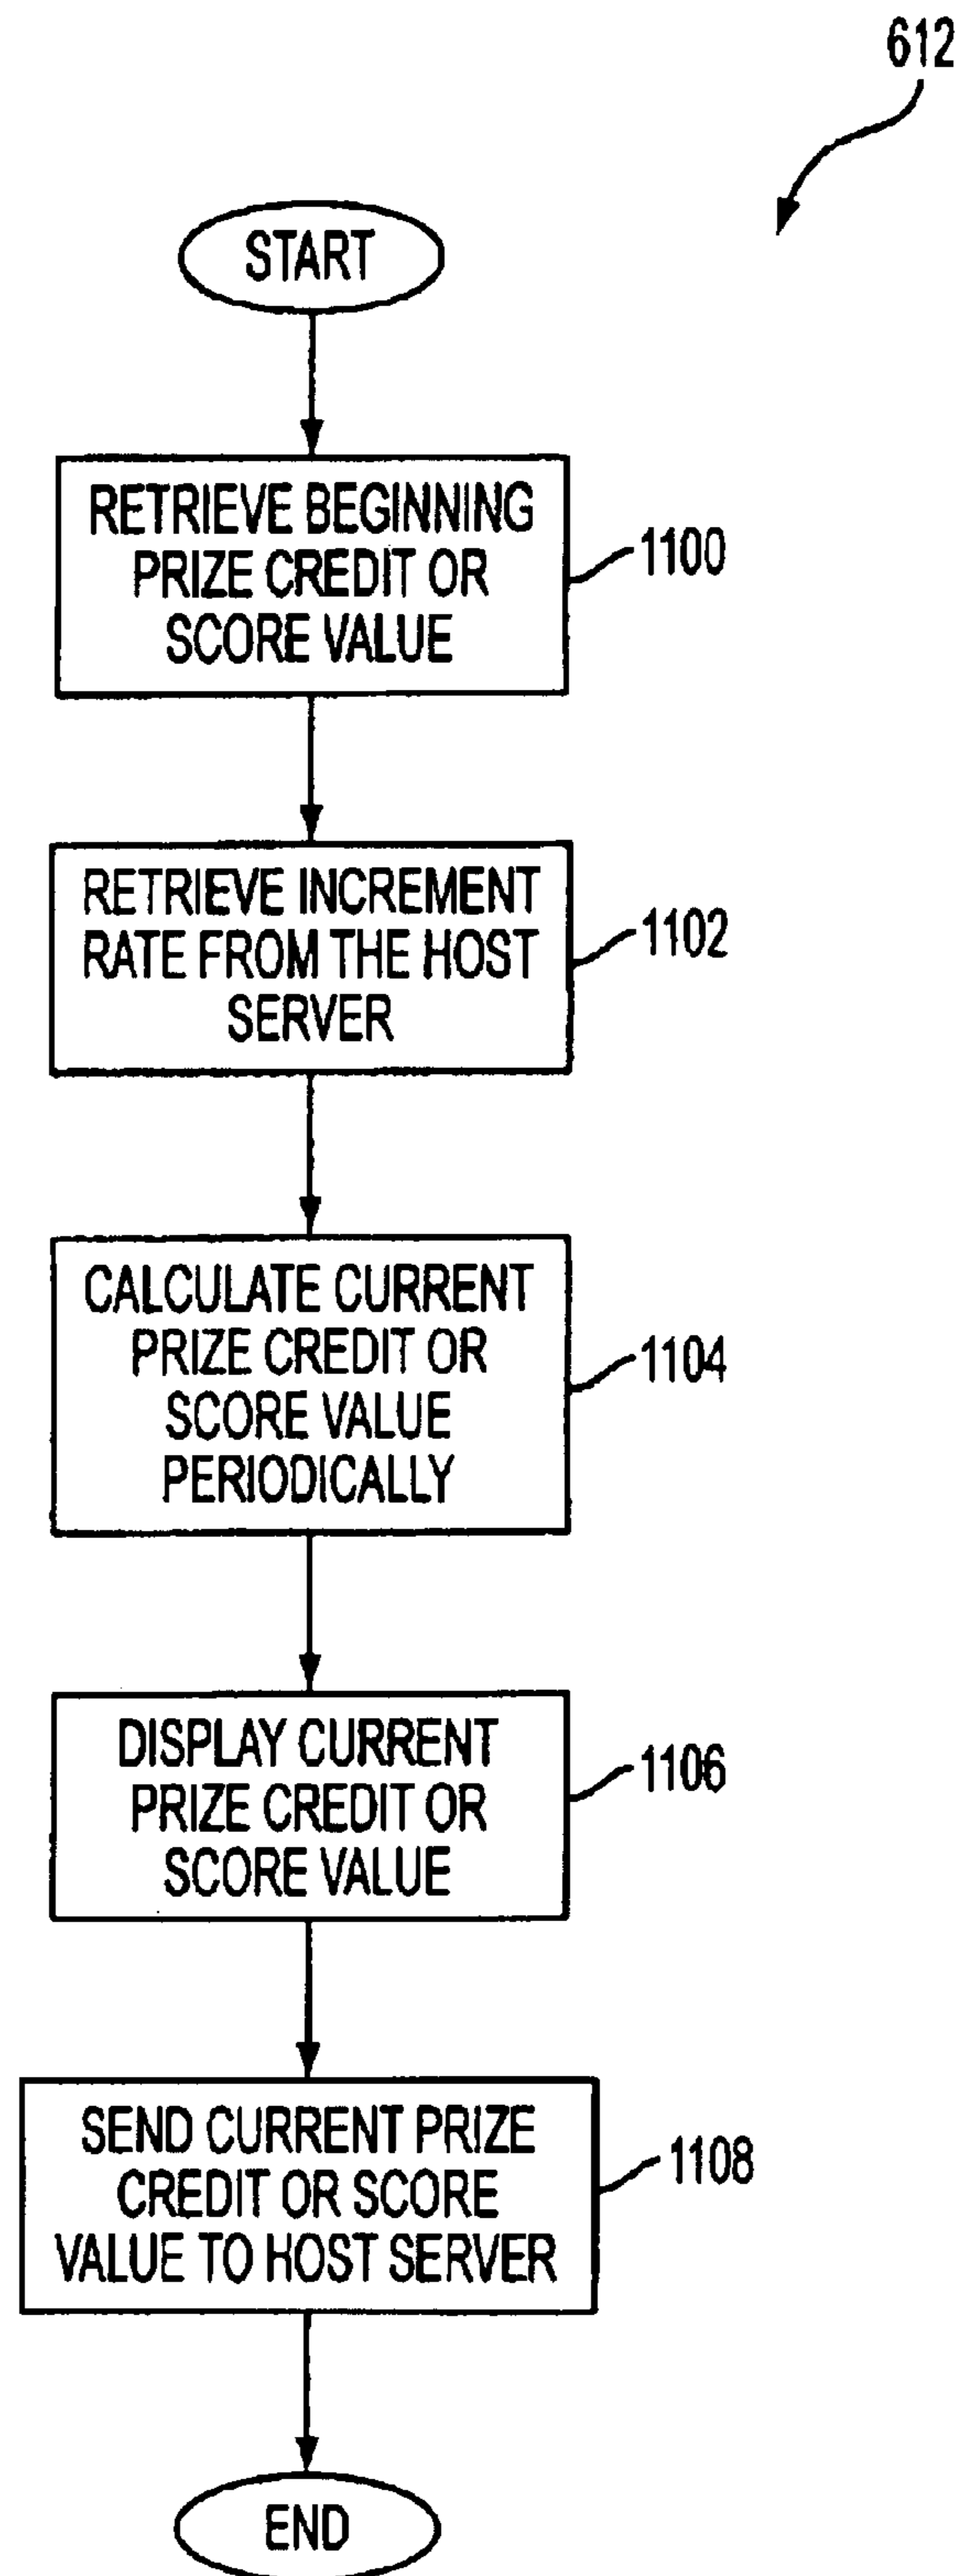 612
START
RETRIEVE BEGINNING
PRIZE CREDIT OR
SCORE VALUE
1100
RETRIEVE INCREMENT
RATE FROM THE HOST
SERVER
1102
CALCULATE CURRENT
PRIZE CREDIT OR
SCORE VALUE
PERIODICALLY
1104
DISPLAY CURRENT
PRIZE CREDIT OR
SCORE VALUE
1106
SEND CURRENT PRIZE
CREDIT OR SCORE
VALUE TO HOST SERVER
1108
END